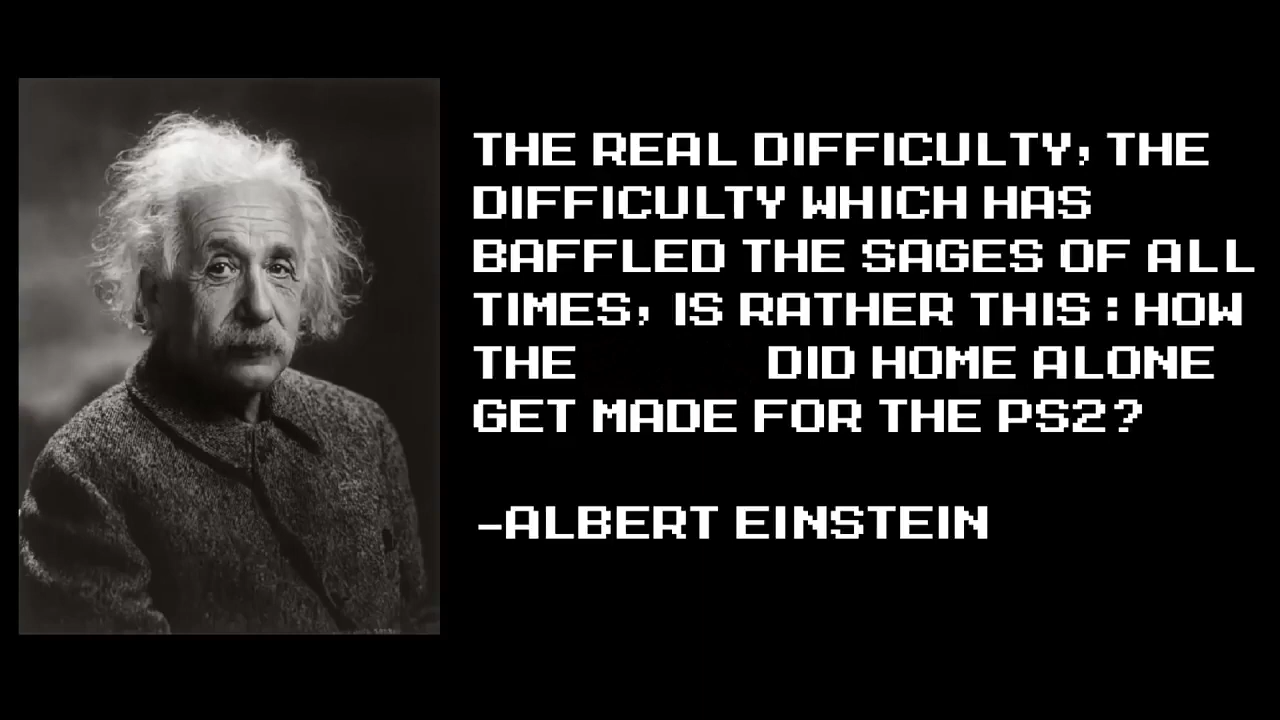 THE REAL DIFFICULTY, THE
DIFFICULTY WHICH HAS
BAFFLED THE SAGES OF ALL
TIMES, IS RATHER THIS: HOW
THE DID HOME ALONE
GET MADE FOR THE PS2?
-ALBERT EINSTEIN